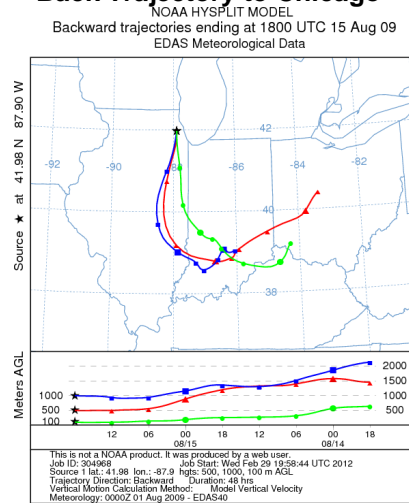 Back Trajectory to Chicago
NOAA HYSPLIT MODEL
Backward trajectories ending at 1800 UTC 15 Aug 09
EDAS Meteorological Data
Source ★ at 41.98 N 87.90 W
-92
-90
-88
-86
-84
-82
42
40
38
Meters AGL
1000
500
100
2000
1500
1000
500
12
06
00
18
12
06
00
18
08/15
08/14
This is not a NOAA product. It was produced by a web user.
Job ID: 304968 Job Start: Wed Feb 29 19:58:44 UTC 2012
Source 1 lat.: 41.98 lon.: -87.9 hgts: 500, 1000, 100 m AGL
Trajectory Direction: Backward Duration: 48 hrs
Vertical Motion Calculation Method: Model Vertical Velocity
Meteorology: 0000Z 01 Aug 2009 - EDAS40